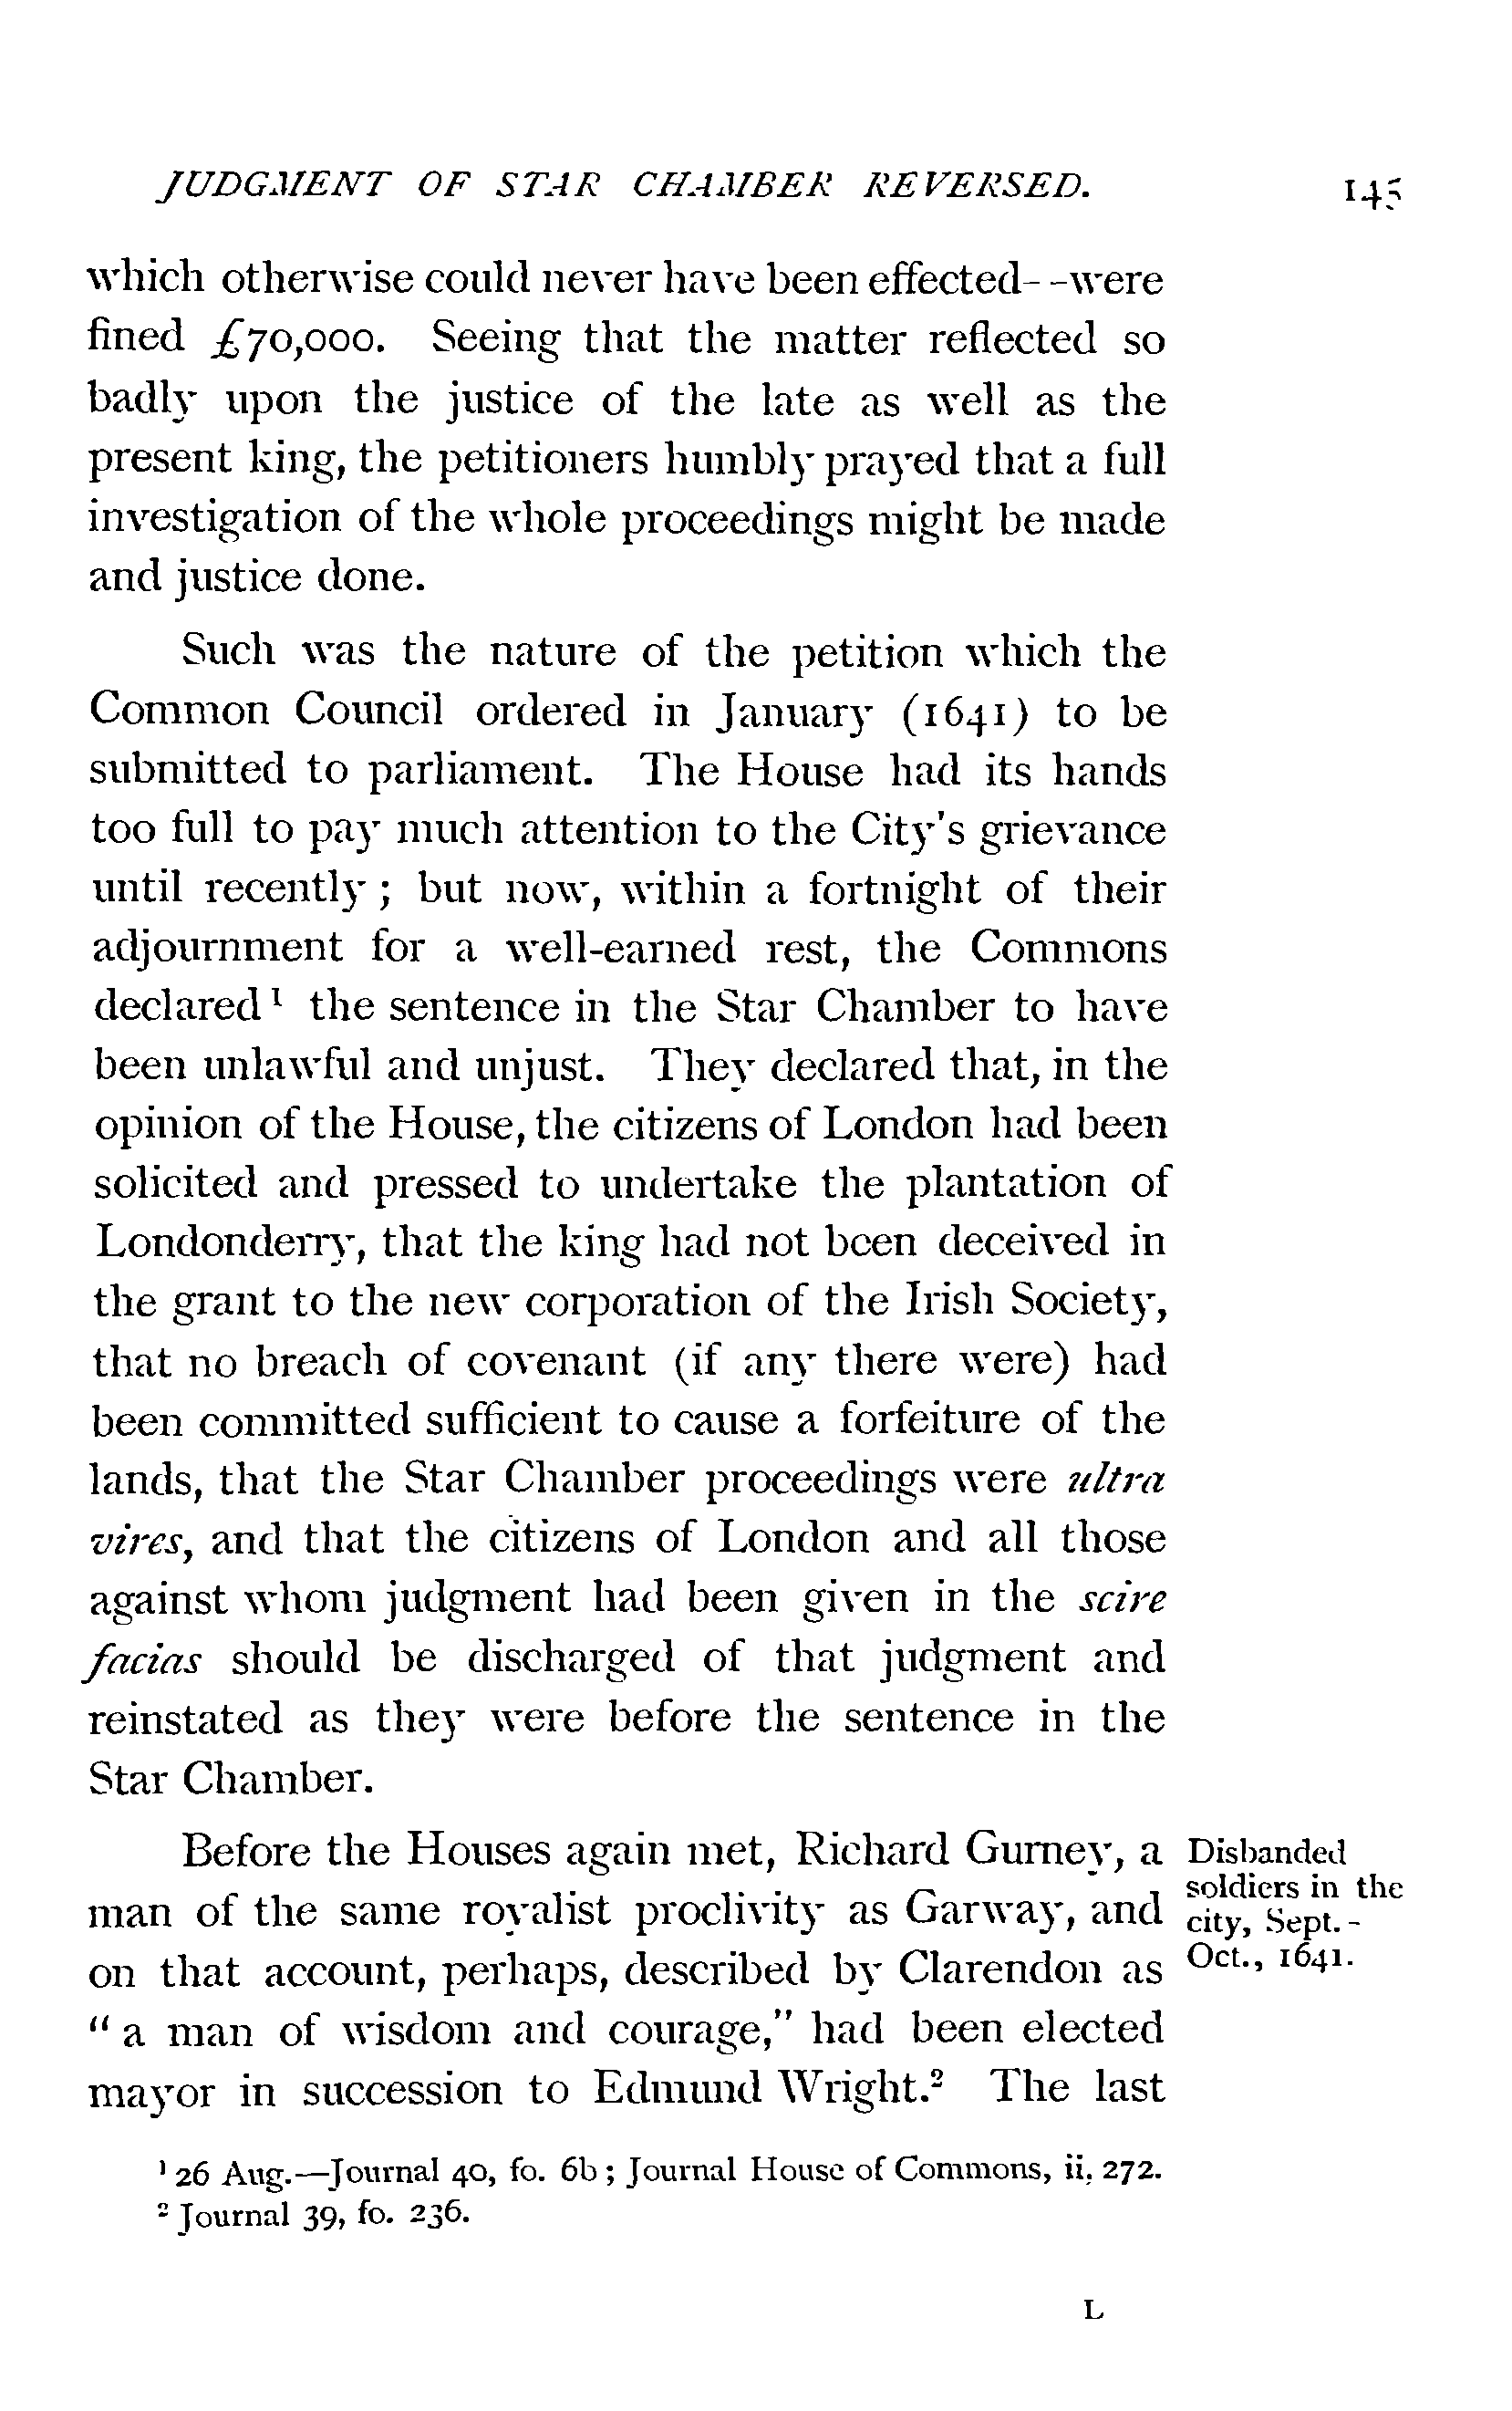 JUDGMENT OF STAR CHAMBER REVERSED. 145
which otherwise could never have been effected--were
fined £70,000. Seeing that the matter reflected so
badly upon the justice of the late as well as the
present king, the petitioners humbly prayed that a full
investigation of the whole proceedings might be made
and justice done.
Such was the nature of the petition which the
Common Council ordered in January (1641) to be
submitted to parliament. The House had its hands
too full to pay much attention to the City's grievance
until recently ; but now, within a fortnight of their
adjournment for a well-earned rest, the Commons
declared¹ the sentence in the Star Chamber to have
been unlawful and unjust. They declared that, in the
opinion of the House, the citizens of London had been
solicited and pressed to undertake the plantation of
Londonderry, that the king had not been deceived in
the grant to the new corporation of the Irish Society,
that no breach of covenant (if any there were) had
been committed sufficient to cause a forfeiture of the
lands, that the Star Chamber proceedings were ultra
vires, and that the citizens of London and all those
against whom judgment had been given in the scire
facias should be discharged of that judgment and
reinstated as they were before the sentence in the
Star Chamber.
Before the Houses again met, Richard Gurney, a
man of the same royalist proclivity as Garway, and
on that account, perhaps, described by Clarendon as
"a man of wisdom and courage," had been elected
mayor in succession to Edmund Wright.² The last
Disbanded
soldiers in the
city, Sept.-
Oct., 1641.
¹ 26 Aug.—Journal 40, fo. 6b ; Journal House of Commons, ii. 272.
² Journal 39, fo. 236.
L